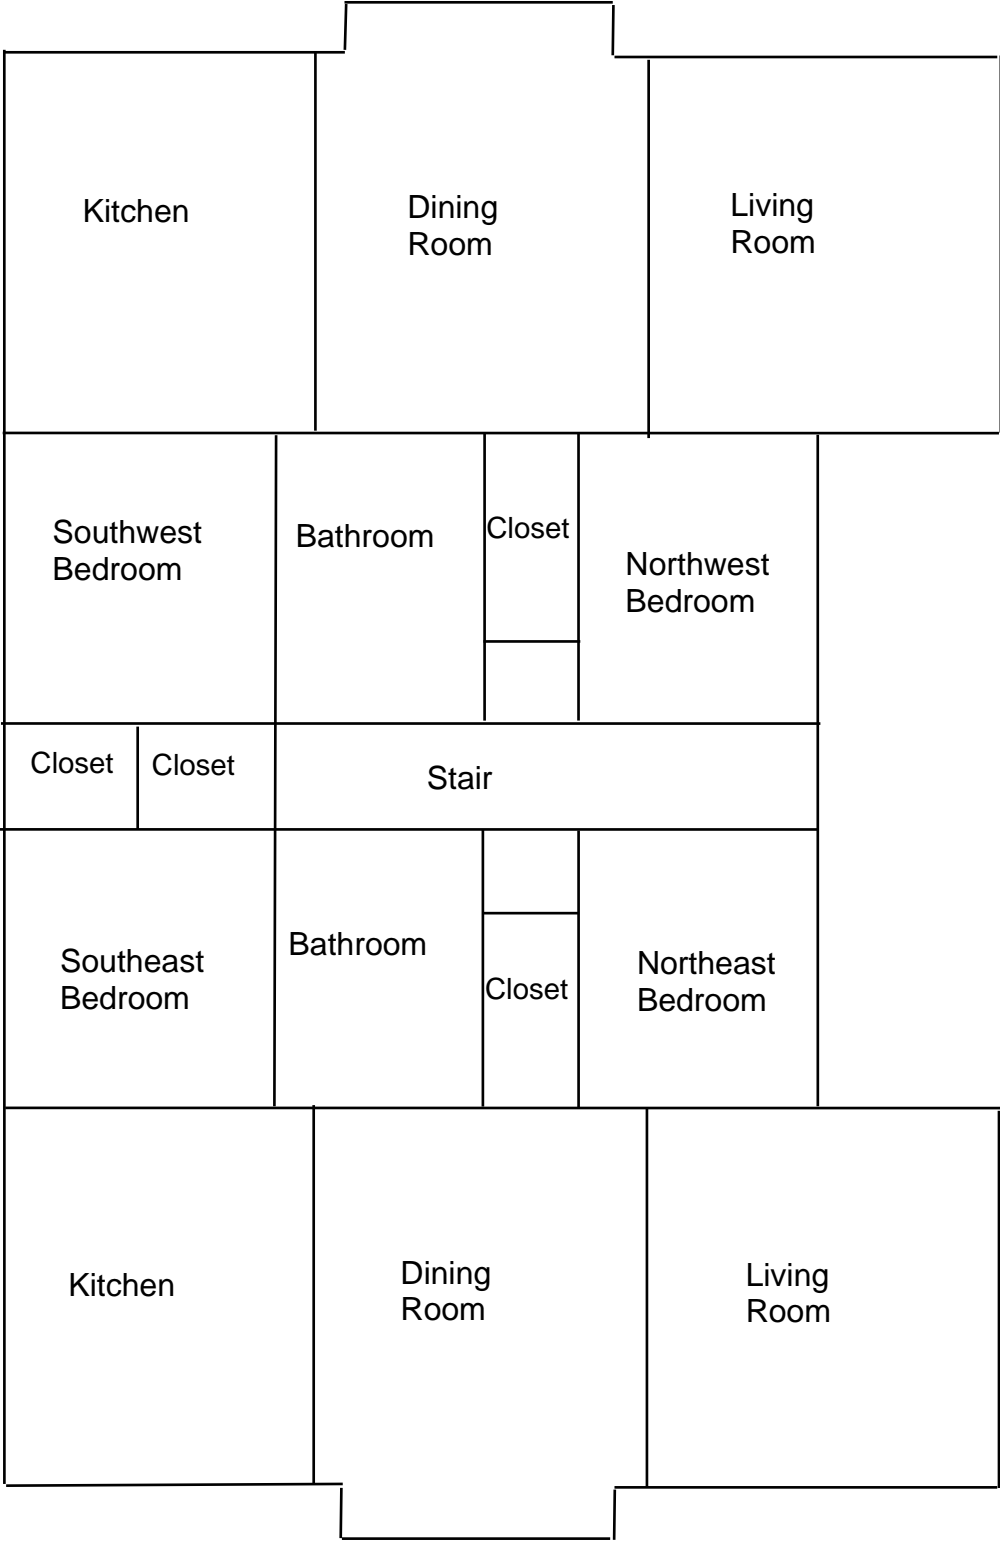 Kitchen
Dining
Room
Living
Room
Southwest
Bedroom
Bathroom
Closet
Northwest
Bedroom
Closet
Closet
Stair
Southeast
Bedroom
Bathroom
Closet
Northeast
Bedroom
Kitchen
Dining
Room
Living
Room